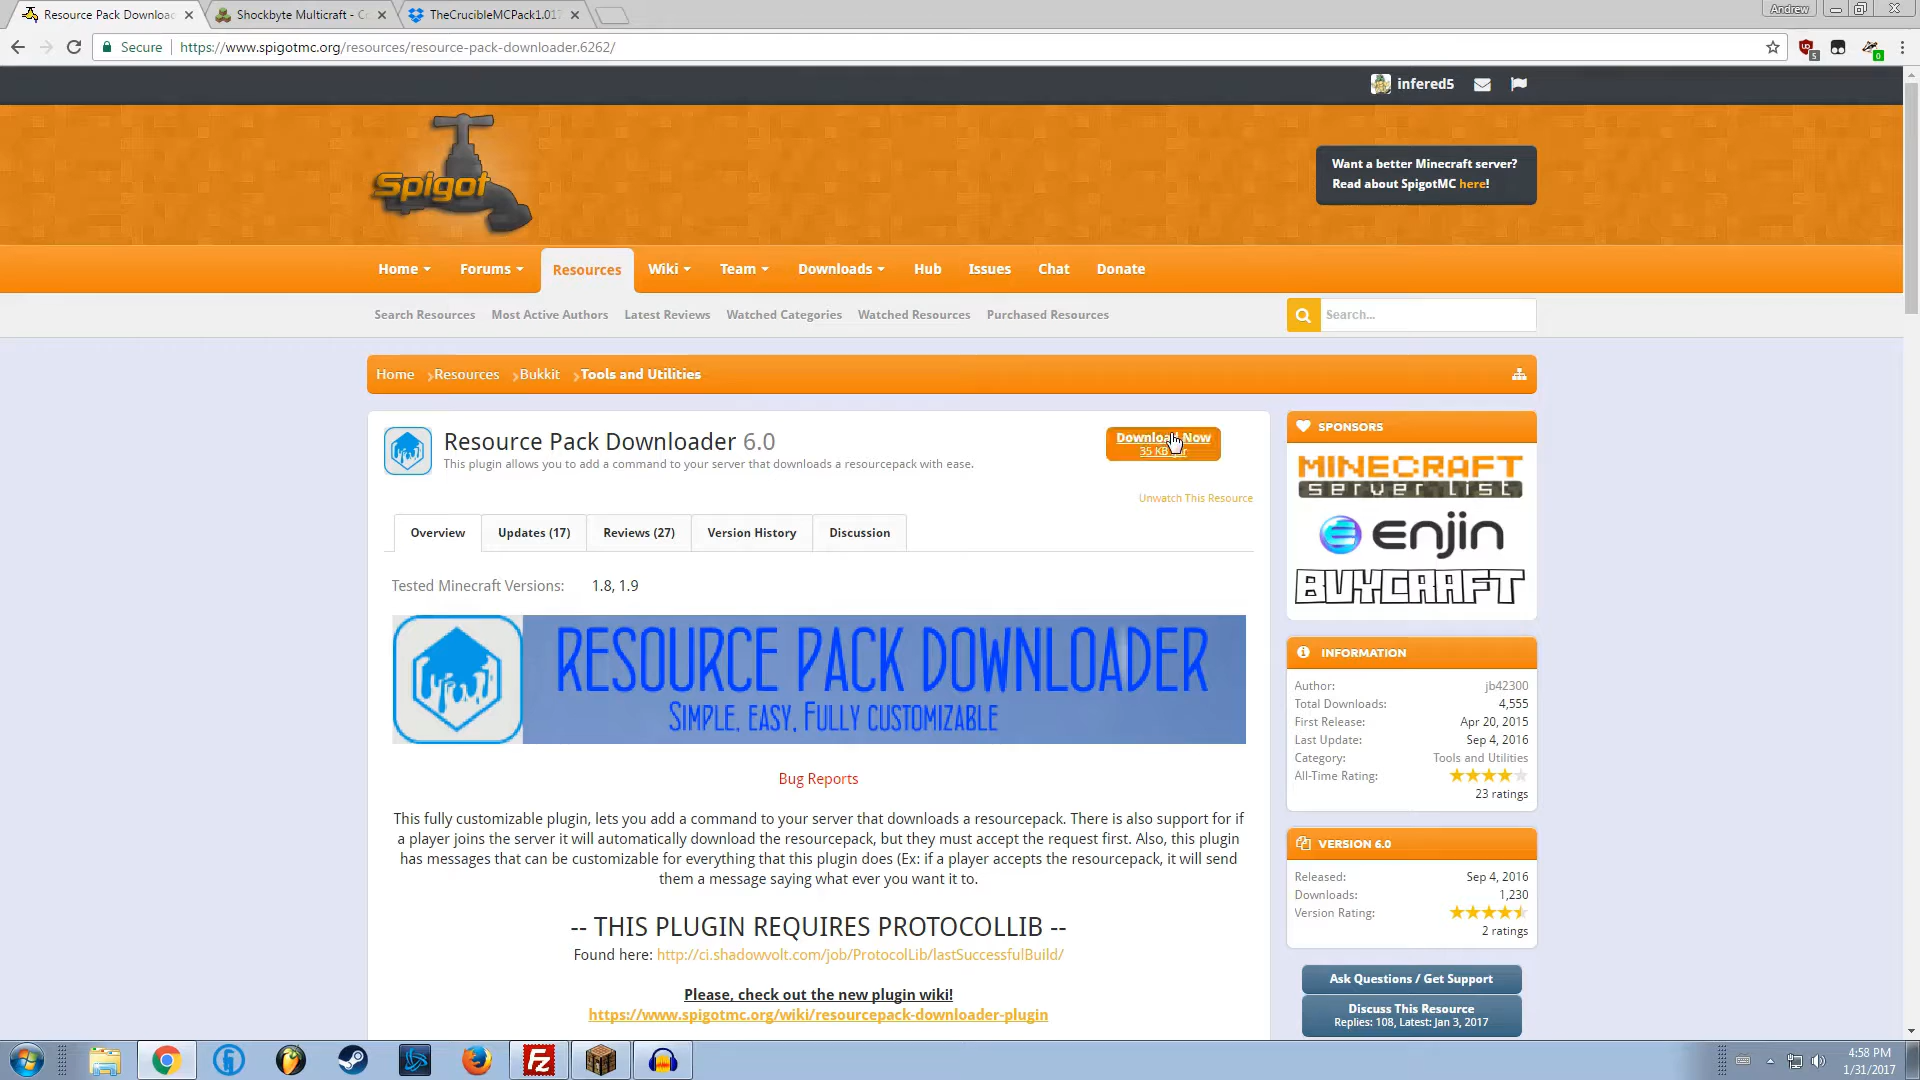 Resource Pack Downloa
Shockbyte Multicraft - C
TheCrucibleMCPack1.017
Andrew
Secure
https://www.spigotmc.org/resources/resource-pack-downloader.6262/
5
0
infered5
Spigot
Want a better Minecraft server?
Read about SpigotMC here!
Home
Forums
Resources
Wiki
Team
Downloads
Hub
Issues
Chat
Donate
Search Resources
Most Active Authors
Latest Reviews
Watched Categories
Watched Resources
Purchased Resources
Search...
Home
Resources
Bukkit
Tools and Utilities
Resource Pack Downloader 6.0
This plugin allows you to add a command to your server that downloads a resourcepack with ease.
Download Now
35 KB
Unwatch This Resource
Overview
Updates (17)
Reviews (27)
Version History
Discussion
Tested Minecraft Versions: 1.8, 1.9
RESOURCE PACK DOWNLOADER
SIMPLE, EASY, FULLY CUSTOMIZABLE
Bug Reports
This fully customizable plugin, lets you add a command to your server that downloads a resourcepack. There is also support for if
a player joins the server it will automatically download the resourcepack, but they must accept the request first. Also, this plugin
has messages that can be customizable for everything that this plugin does (Ex: if a player accepts the resourcepack, it will send
them a message saying what ever you want it to.
-- THIS PLUGIN REQUIRES PROTOCOLLIB --
Found here: http://ci.shadowvolt.com/job/ProtocolLib/lastSuccessfulBuild/
Please, check out the new plugin wiki!
https://www.spigotmc.org/wiki/resourcepack-downloader-plugin
SPONSORS
MINECRAFT
SERVER LIST
enjin
BUYCRAFT
INFORMATION
Author: jb42300
Total Downloads: 4,555
First Release: Apr 20, 2015
Last Update: Sep 4, 2016
Category: Tools and Utilities
All-Time Rating:
23 ratings
VERSION 6.0
Released: Sep 4, 2016
Downloads: 1,230
Version Rating:
2 ratings
Ask Questions / Get Support
Discuss This Resource
Replies: 108, Latest: Jan 3, 2017
4:58 PM
1/31/2017